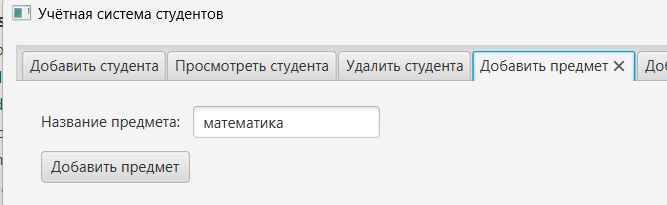 Учётная система студентов
Добавить студента Просмотреть студента Удалить студента Добавить предмет
Название предмета: математика
Добавить предмет